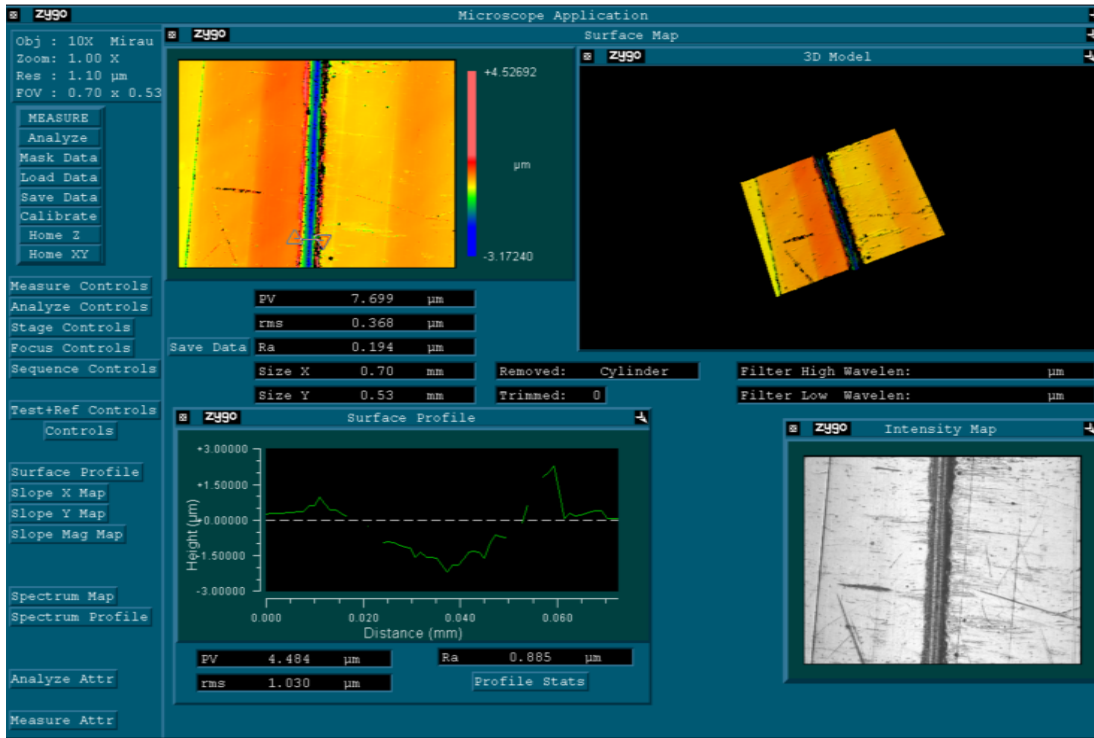 zygo Microscope Application
Obj : 10X Mirau
Zoom: 1.00 X
Res : 1.10 µm
FOV : 0.70 x 0.53
MEASURE
Analyze
Mask Data
Load Data
Save Data
Calibrate
Home Z
Home XY
Measure Controls
Analyze Controls
Stage Controls
Focus Controls
Sequence Controls
Test+Ref Controls
Controls
Surface Profile
Slope X Map
Slope Y Map
Slope Mag Map
Spectrum Map
Spectrum Profile
Analyze Attr
Measure Attr
zygo Surface Map
+4.52692
µm
-3.17240
zygo 3D Model
PV 7.699 µm
rms 0.368 µm
Save Data Ra 0.194 µm
Size X 0.70 mm
Size Y 0.53 mm
Removed: Cylinder
Trimmed: 0
Filter High Wavelen: µm
Filter Low Wavelen: µm
zygo Surface Profile
Height (µm)
+3.00000
+1.50000
+0.00000
-1.50000
-3.00000
0.000 0.020 0.040 0.060
Distance (mm)
PV 4.484 µm
rms 1.030 µm
Ra 0.885 µm
Profile Stats
zygo Intensity Map